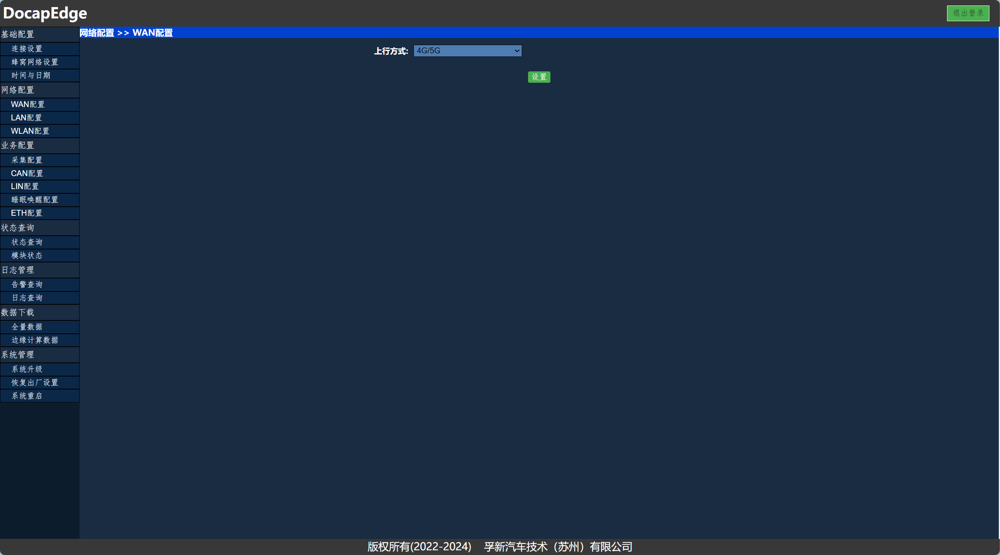 DocapEdge
退出登录
基础配置
连接设置
蜂窝网络设置
时间与日期
网络配置
WAN配置
LAN配置
WLAN配置
业务配置
采集配置
CAN配置
LIN配置
睡眠唤醒配置
ETH配置
状态查询
状态查询
模块状态
日志管理
告警查询
日志查询
数据下载
全量数据
边缘计算数据
系统管理
系统升级
恢复出厂设置
系统重启
网络配置 >> WAN配置
上行方式: 4G/5G
设置
版权所有(2022-2024) 孚新汽车技术（苏州）有限公司